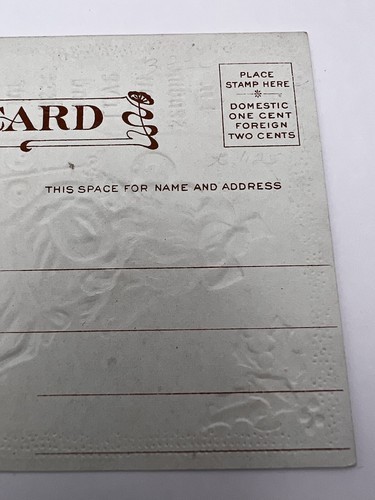 CARD
PLACE
STAMP HERE
DOMESTIC
ONE CENT
FOREIGN
TWO CENTS
THIS SPACE FOR NAME AND ADDRESS